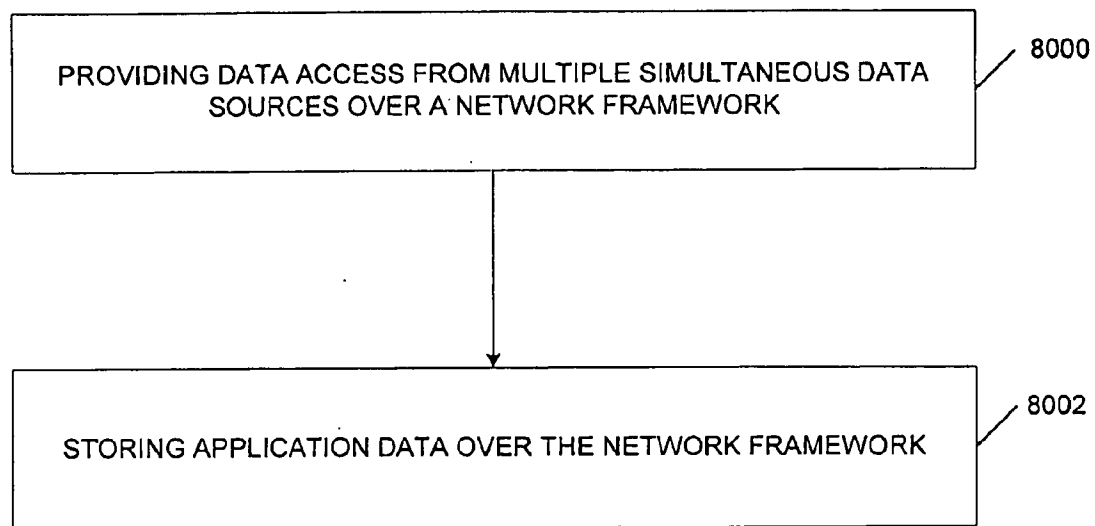 PROVIDING DATA ACCESS FROM MULTIPLE SIMULTANEOUS DATA
SOURCES OVER A NETWORK FRAMEWORK
8000
STORING APPLICATION DATA OVER THE NETWORK FRAMEWORK
8002